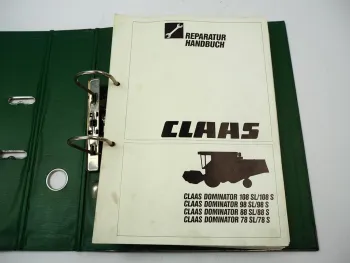 REPARATUR
HANDBUCH
CLAAS
CLAAS DOMINATOR 108 SL/108 S
CLAAS DOMINATOR 98 SL/98 S
CLAAS DOMINATOR 88 SL/88 S
CLAAS DOMINATOR 78 SL/78 S